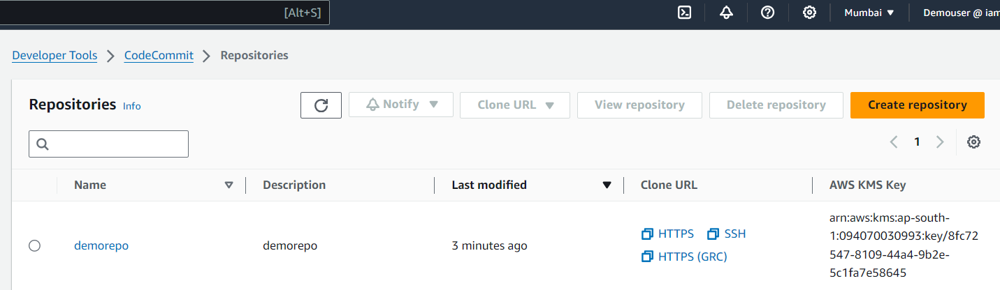 [Alt+S]
Mumbai ▼
Demouser @ iam
Developer Tools > CodeCommit > Repositories
Repositories Info
Notify ▼
Clone URL ▼
View repository
Delete repository
Create repository
1
Name
Description
Last modified
Clone URL
AWS KMS Key
demorepo
demorepo
3 minutes ago
HTTPS SSH
HTTPS (GRC)
arn:aws:kms:ap-south-
1:094070030993:key/8fc72
547-8109-44a4-9b2e-
5c1fa7e58645